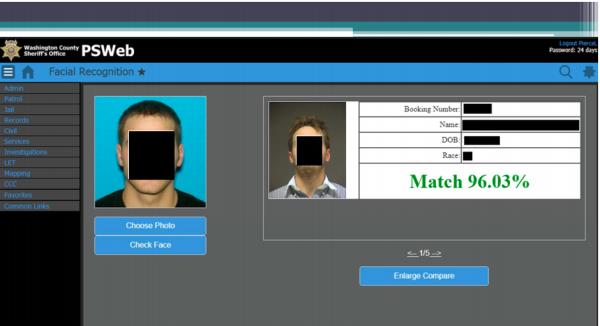 Washington County
Sheriff's Office
PSWeb
Logout Pierce,
Password: 24 days
Facial Recognition ★
Admin
Patrol
Jail
Records
Civil
Services
Investigations
LET
Mapping
CCC
Favorites
Common Links
Choose Photo
Check Face
Booking Number:
Name:
DOB:
Race:
Match 96.03%
<-- 1/5 -->
Enlarge Compare